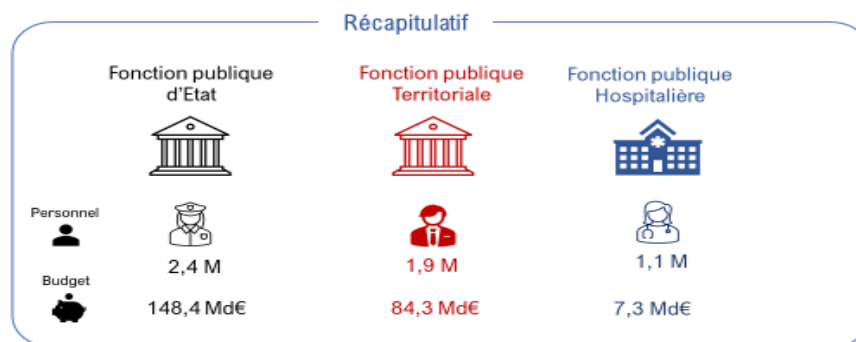 Récapitulatif
Fonction publique
d'Etat
Fonction publique
Territoriale
Fonction publique
Hospitalière
Personnel
2,4 M
1,9 M
1,1 M
Budget
148,4 Md€
84,3 Md€
7,3 Md€